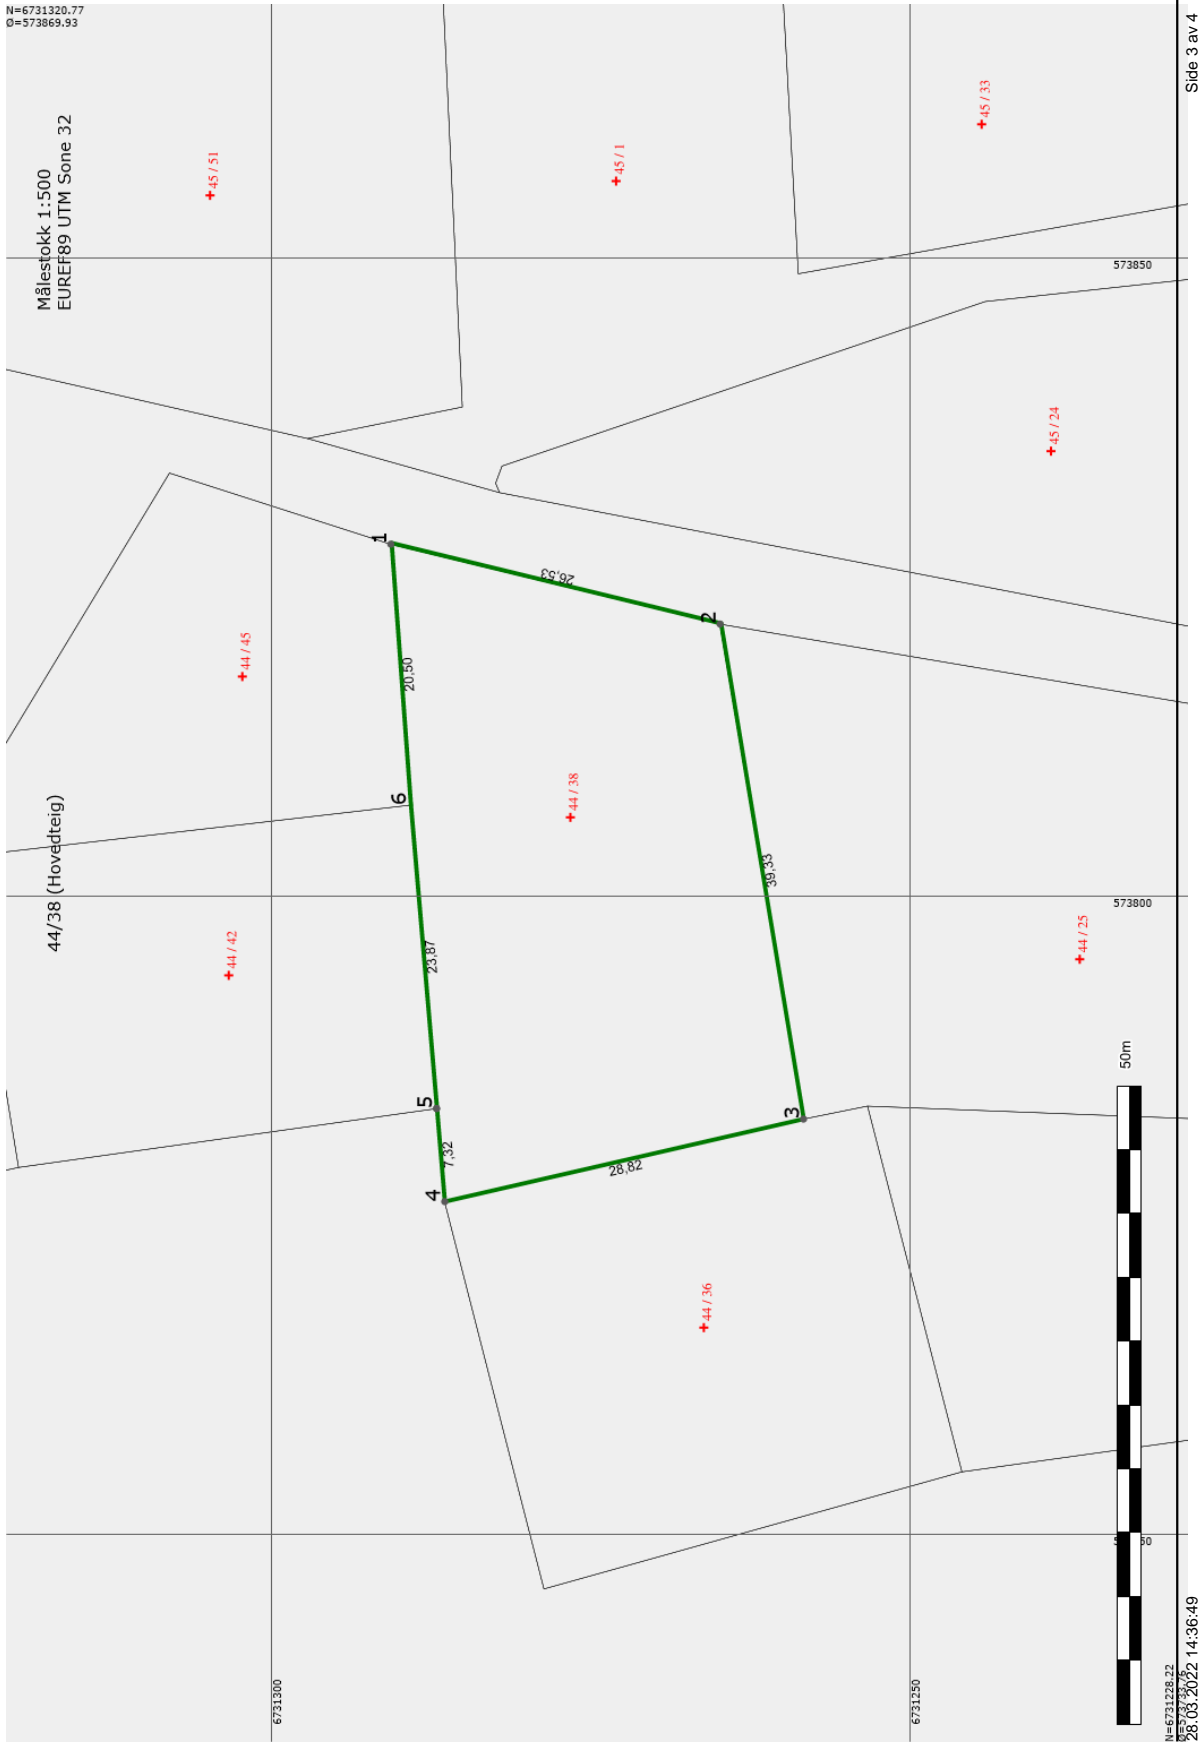 N=6731320.77
Ø=573869.93
Målestokk 1:500
EUREF89 UTM Sone 32
44/38 (Hovedteig)
45 / 51
45 / 1
45 / 33
573850
45 / 24
44 / 45
1
26,53
2
20,50
6
44 / 38
39,33
573800
44 / 42
23,87
44 / 25
5
7,32
4
28,82
3
50m
44 / 36
50
6731300
6731250
N=6731228.22
Ø=573733.76
28.03.2022 14:36:49
Side 3 av 4